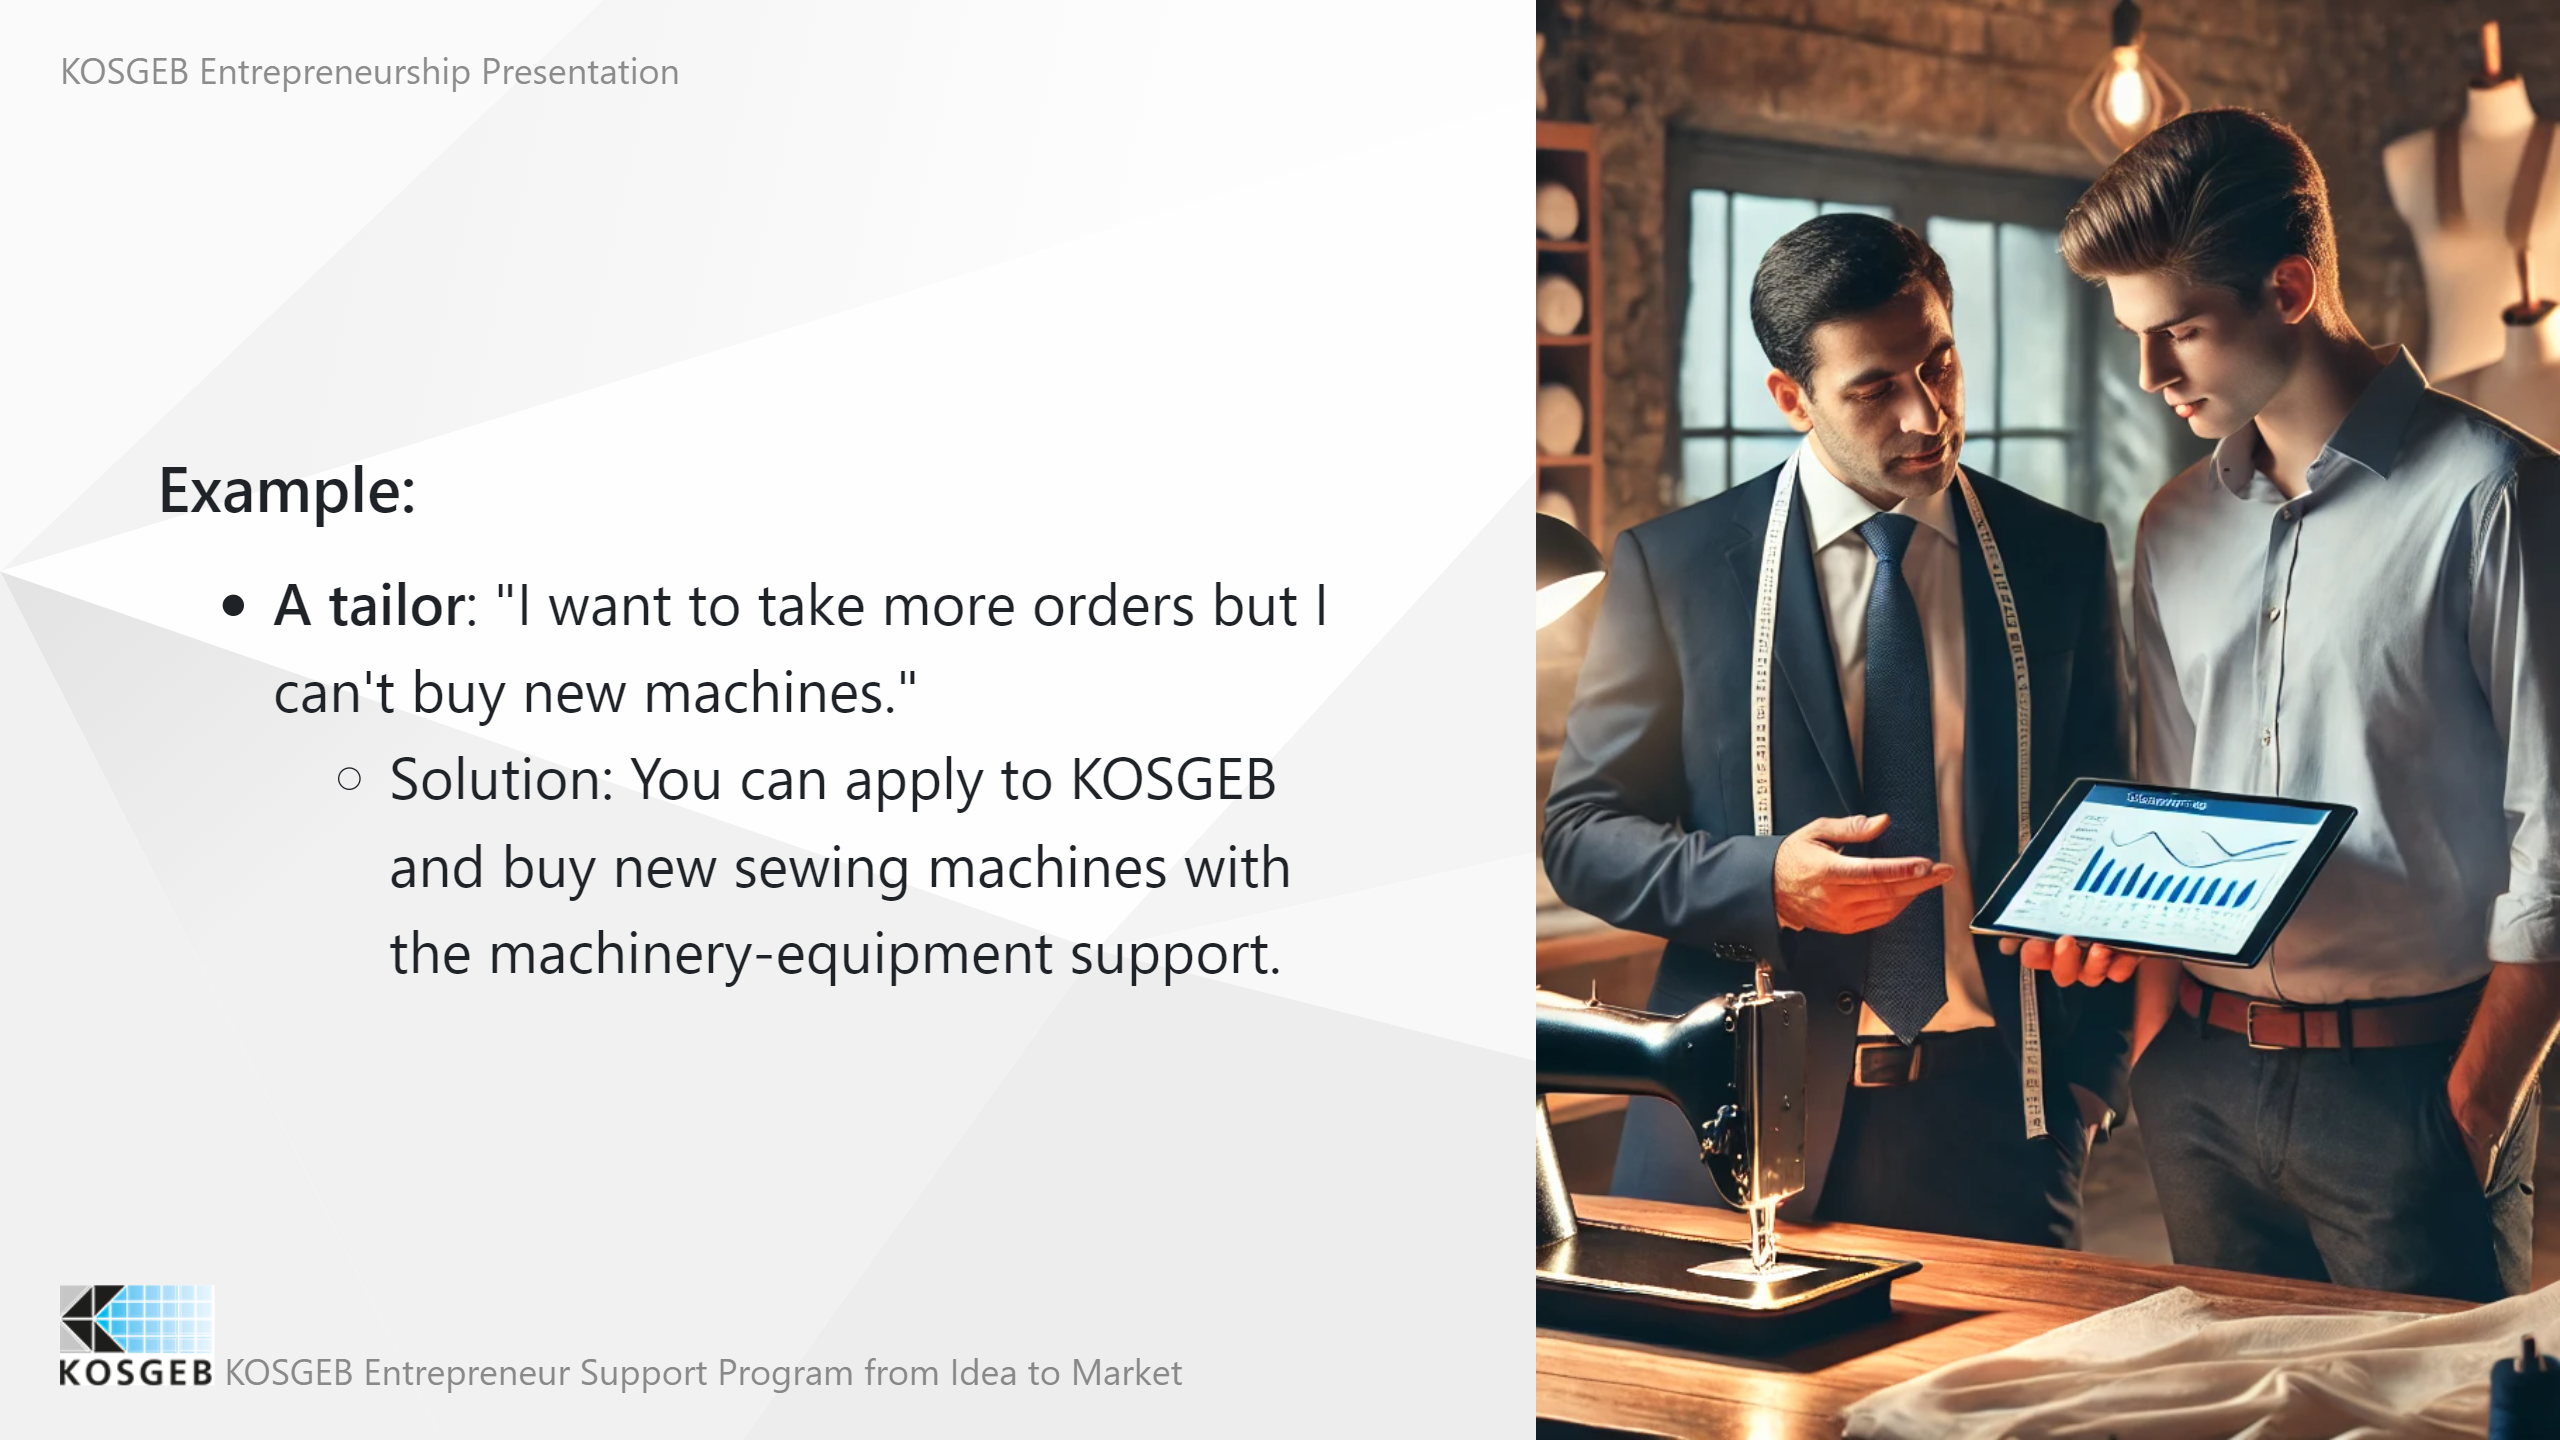 KOSGEB Entrepreneurship Presentation
Example:
A tailor: "I want to take more orders but I
can't buy new machines."
Solution: You can apply to KOSGEB
and buy new sewing machines with
the machinery-equipment support.
KOSGEB
KOSGEB Entrepreneur Support Program from Idea to Market